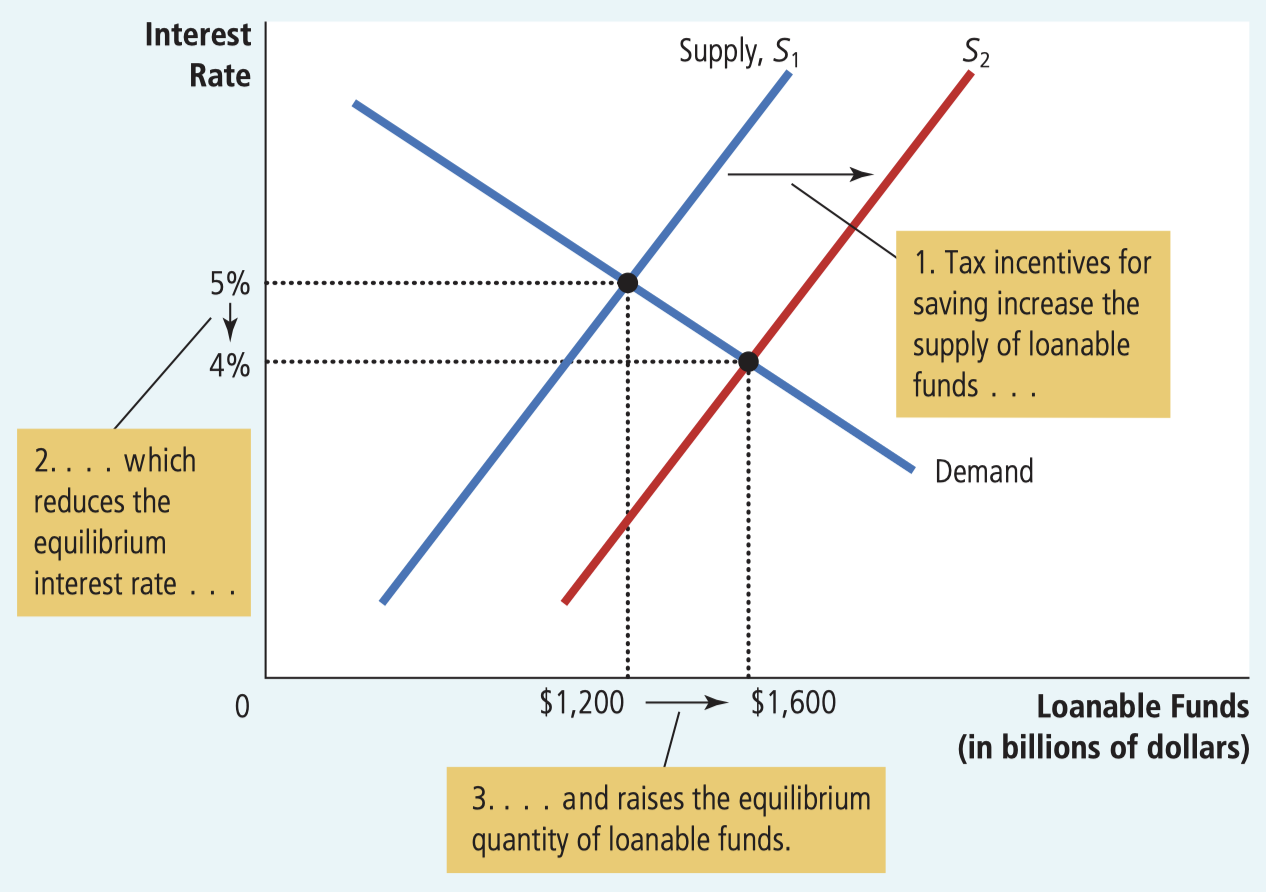 Interest
Rate
Supply, S₁
S₂
1. Tax incentives for
saving increase the
supply of loanable
funds . . .
5%
4%
2. . . . which
reduces the
equilibrium
interest rate . . .
Demand
0
$1,200
$1,600
Loanable Funds
(in billions of dollars)
3. . . . and raises the equilibrium
quantity of loanable funds.